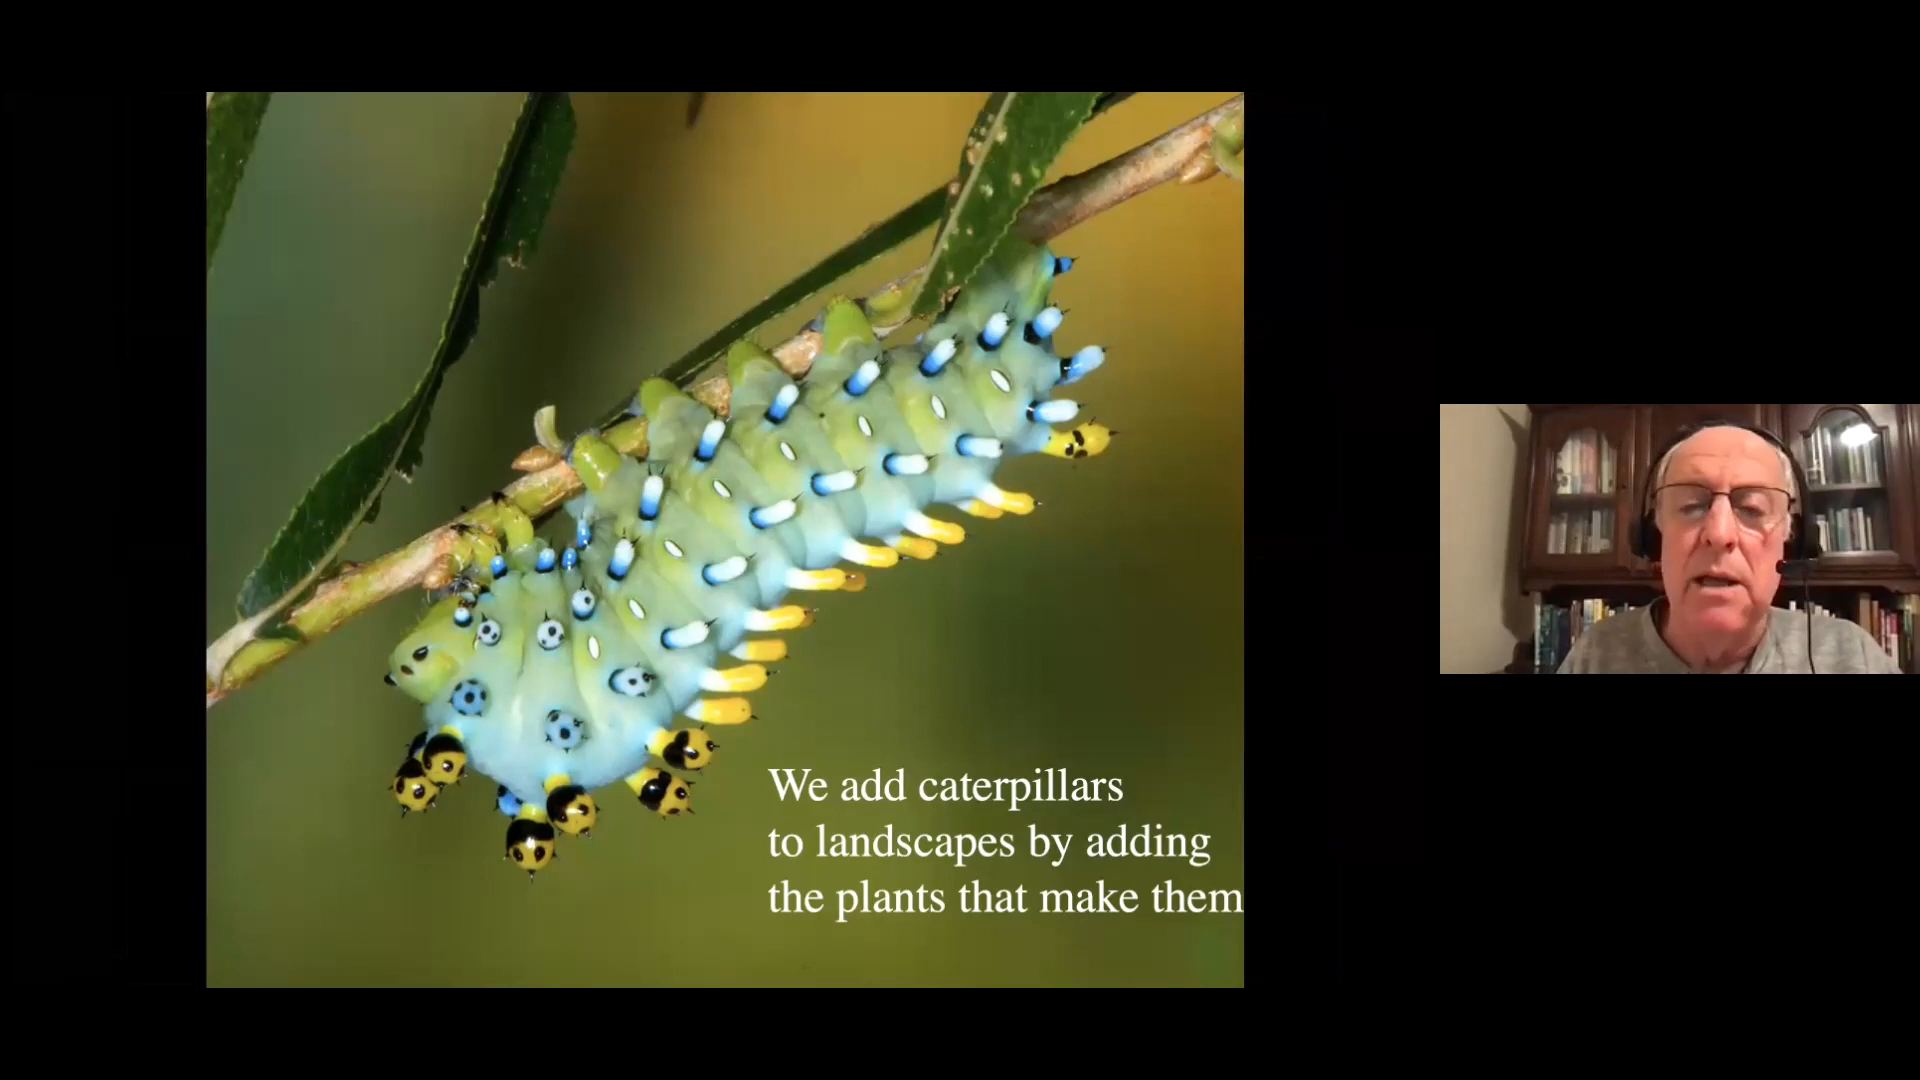 We add caterpillars
to landscapes by adding
the plants that make them